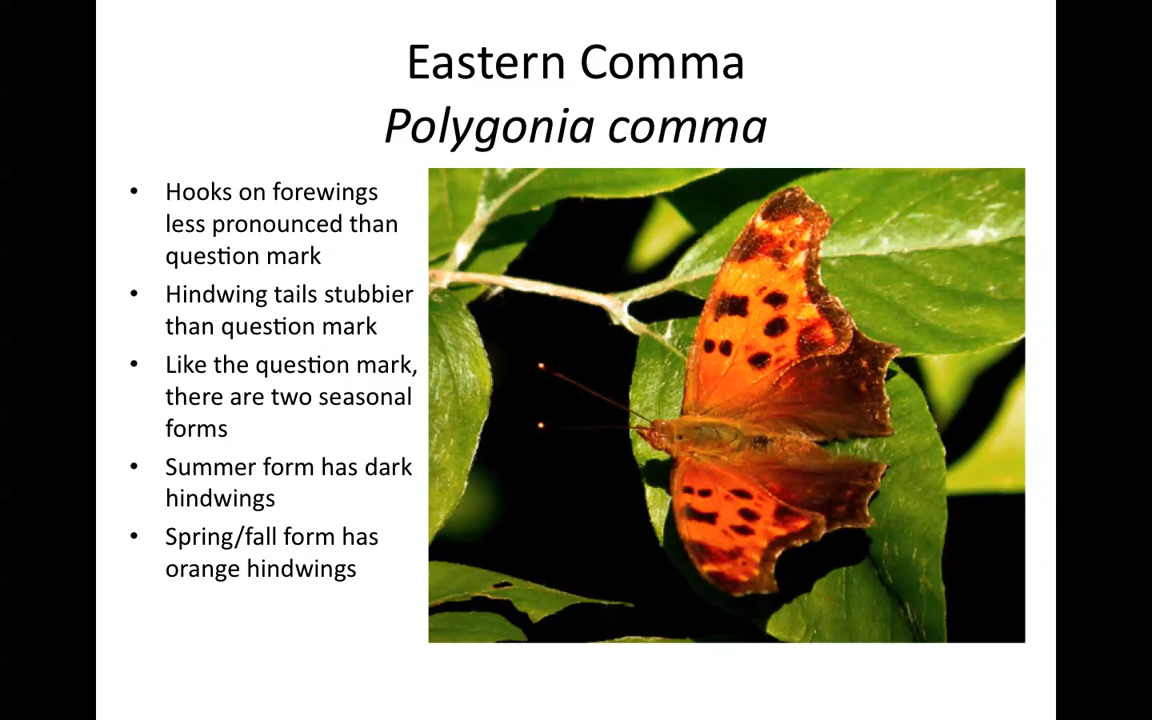 Eastern Comma
Polygonia comma
• Hooks on forewings
less pronounced than
question mark
• Hindwing tails stubbier
than question mark
• Like the question mark,
there are two seasonal
forms
• Summer form has dark
hindwings
• Spring/fall form has
orange hindwings